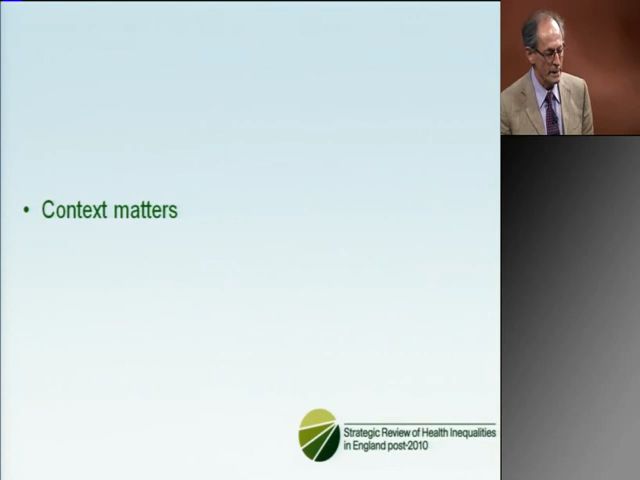 • Context matters
Strategic Review of Health Inequalities
in England post-2010